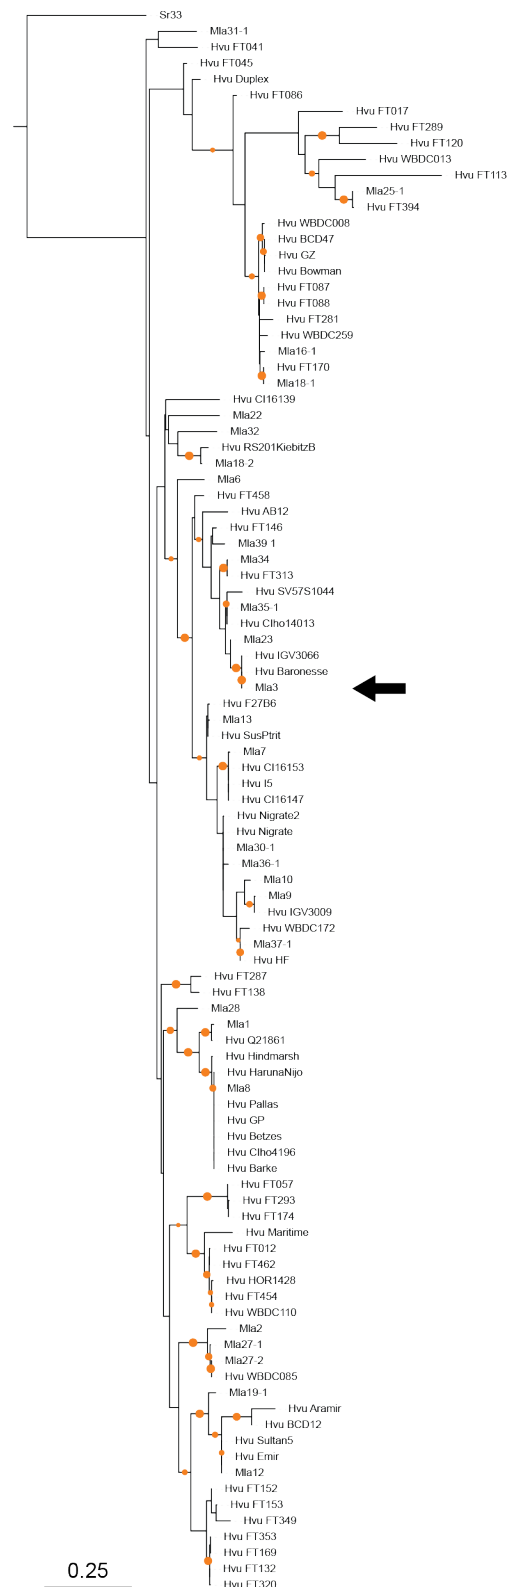 Sr33
Mla31-1
Hvu FT041
Hvu FT045
Hvu Duplex
Hvu FT086
Hvu FT017
Hvu FT289
Hvu FT120
Hvu WBDC013
Hvu FT113
Mla25-1
Hvu FT394
Hvu WBDC008
Hvu BCD47
Hvu GZ
Hvu Bowman
Hvu FT087
Hvu FT088
Hvu FT281
Hvu WBDC259
Mla16-1
Hvu FT170
Mla18-1
Hvu CI16139
Mla22
Mla32
Hvu RS201KiebitzB
Mla18-2
Mla6
Hvu FT458
Hvu AB12
Hvu FT146
Mla39 1
Mla34
Hvu FT313
Hvu SV57S1044
Mla35-1
Hvu CIho14013
Mla23
Hvu IGV3066
Hvu Baronesse
Mla3
Hvu F27B6
Mla13
Hvu SusPtrit
Mla7
Hvu CI16153
Hvu I5
Hvu CI16147
Hvu Nigrate2
Hvu Nigrate
Mla30-1
Mla36-1
Mla10
Mla9
Hvu IGV3009
Hvu WBDC172
Mla37-1
Hvu HF
Hvu FT287
Hvu FT138
Mla28
Mla1
Hvu Q21861
Hvu Hindmarsh
Hvu HarunaNijo
Mla8
Hvu Pallas
Hvu GP
Hvu Betzes
Hvu CIho4196
Hvu Barke
Hvu FT057
Hvu FT293
Hvu FT174
Hvu Maritime
Hvu FT012
Hvu FT462
Hvu HOR1428
Hvu FT454
Hvu WBDC110
Mla2
Mla27-1
Mla27-2
Hvu WBDC085
Mla19-1
Hvu Aramir
Hvu BCD12
Hvu Sultan5
Hvu Emir
Mla12
Hvu FT152
Hvu FT153
Hvu FT349
Hvu FT353
Hvu FT169
Hvu FT132
Hvu FT320
0.25